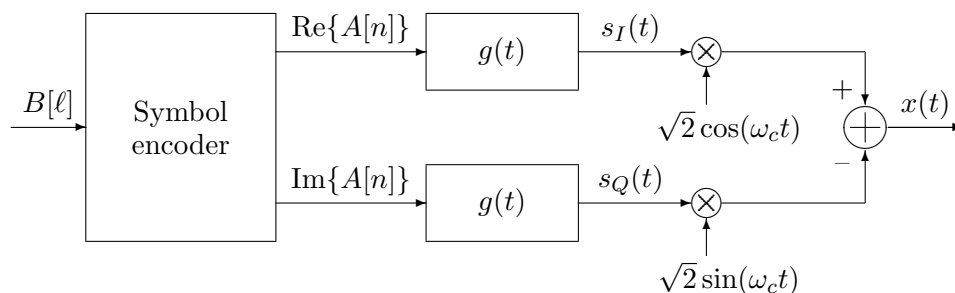 B[ℓ]
Symbol
encoder
Re{A[n]}
g(t)
s_I(t)
√2 cos(ω_c t)
+
x(t)
−
Im{A[n]}
g(t)
s_Q(t)
√2 sin(ω_c t)